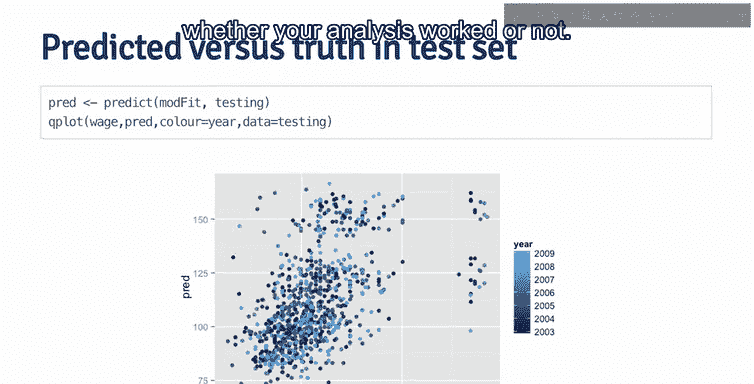 whether your analysis worked or not.
Predicted versus truth in test set
pred <- predict(modFit, testing)
qplot(wage,pred,colour=year,data=testing)
150
125
100
75
pred
year
2009
2008
2007
2006
2005
2004
2003